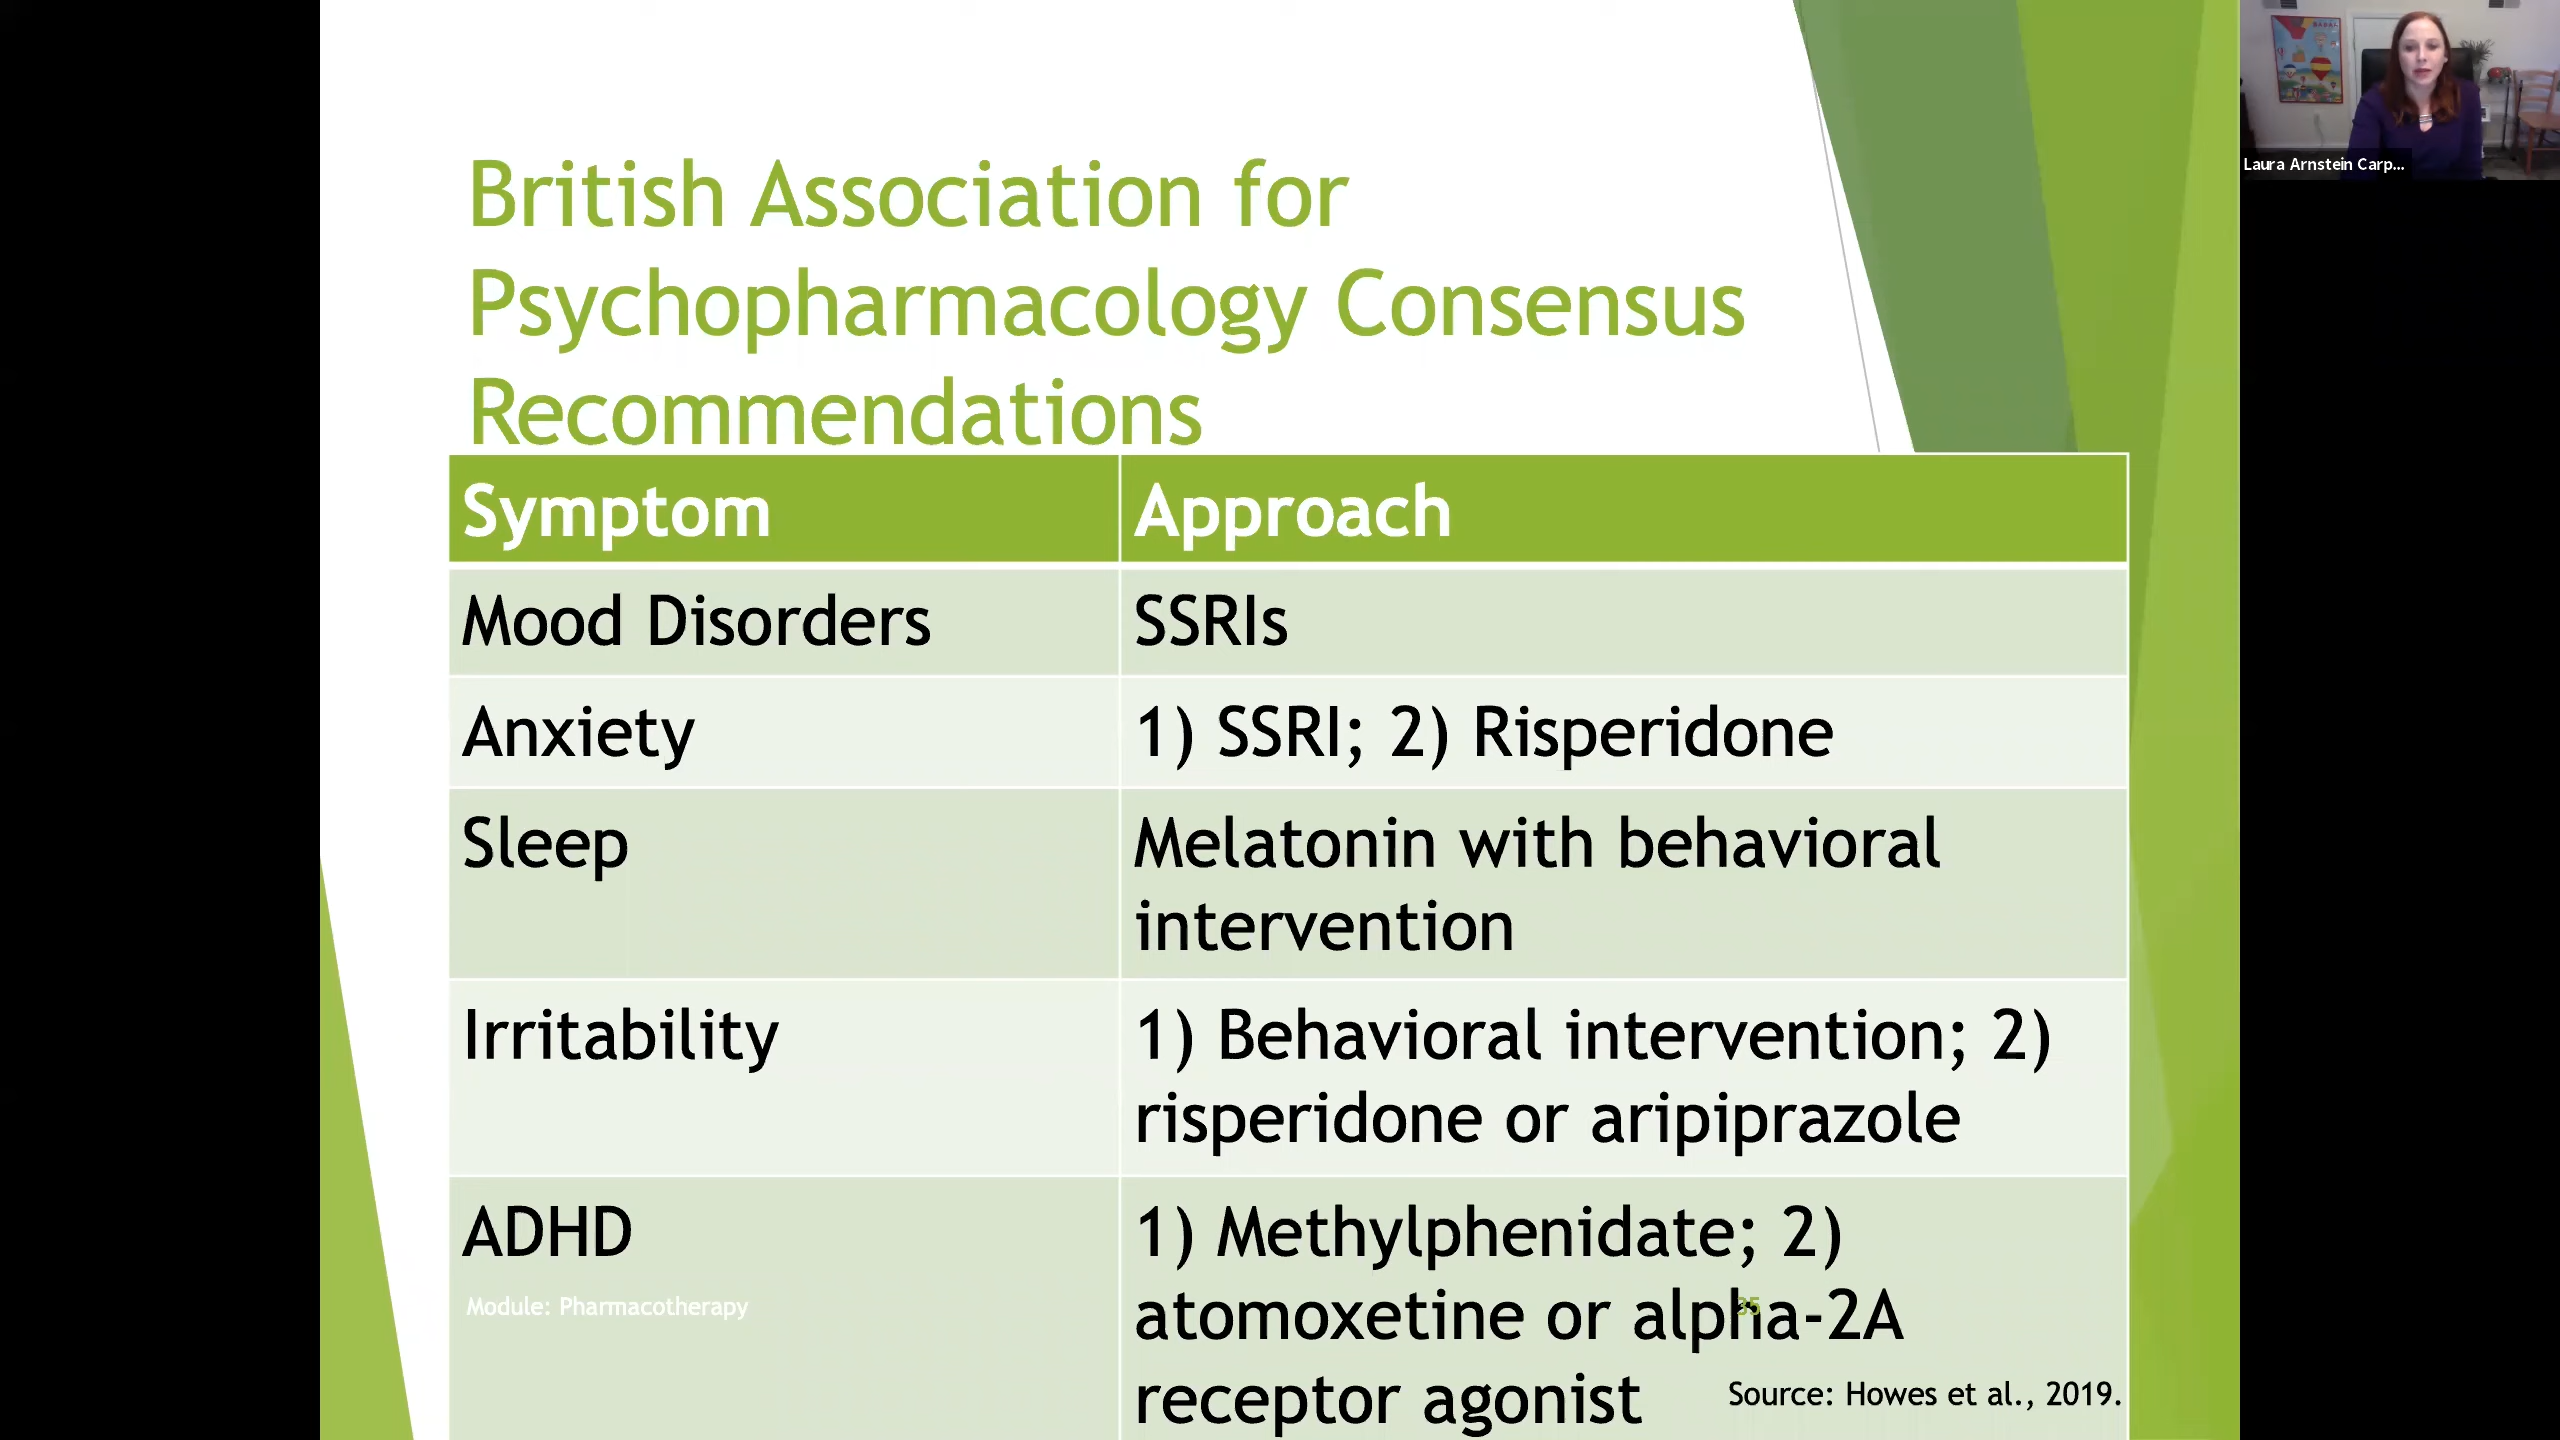 British Association for
Psychopharmacology Consensus
Recommendations
Symptom
Approach
Mood Disorders
SSRIs
Anxiety
1) SSRI; 2) Risperidone
Sleep
Melatonin with behavioral
intervention
Irritability
1) Behavioral intervention; 2)
risperidone or aripiprazole
ADHD
1) Methylphenidate; 2)
atomoxetine or alpha-2A
receptor agonist
Module: Pharmacotherapy
35
Source: Howes et al., 2019.
Laura Arnstein Carp...